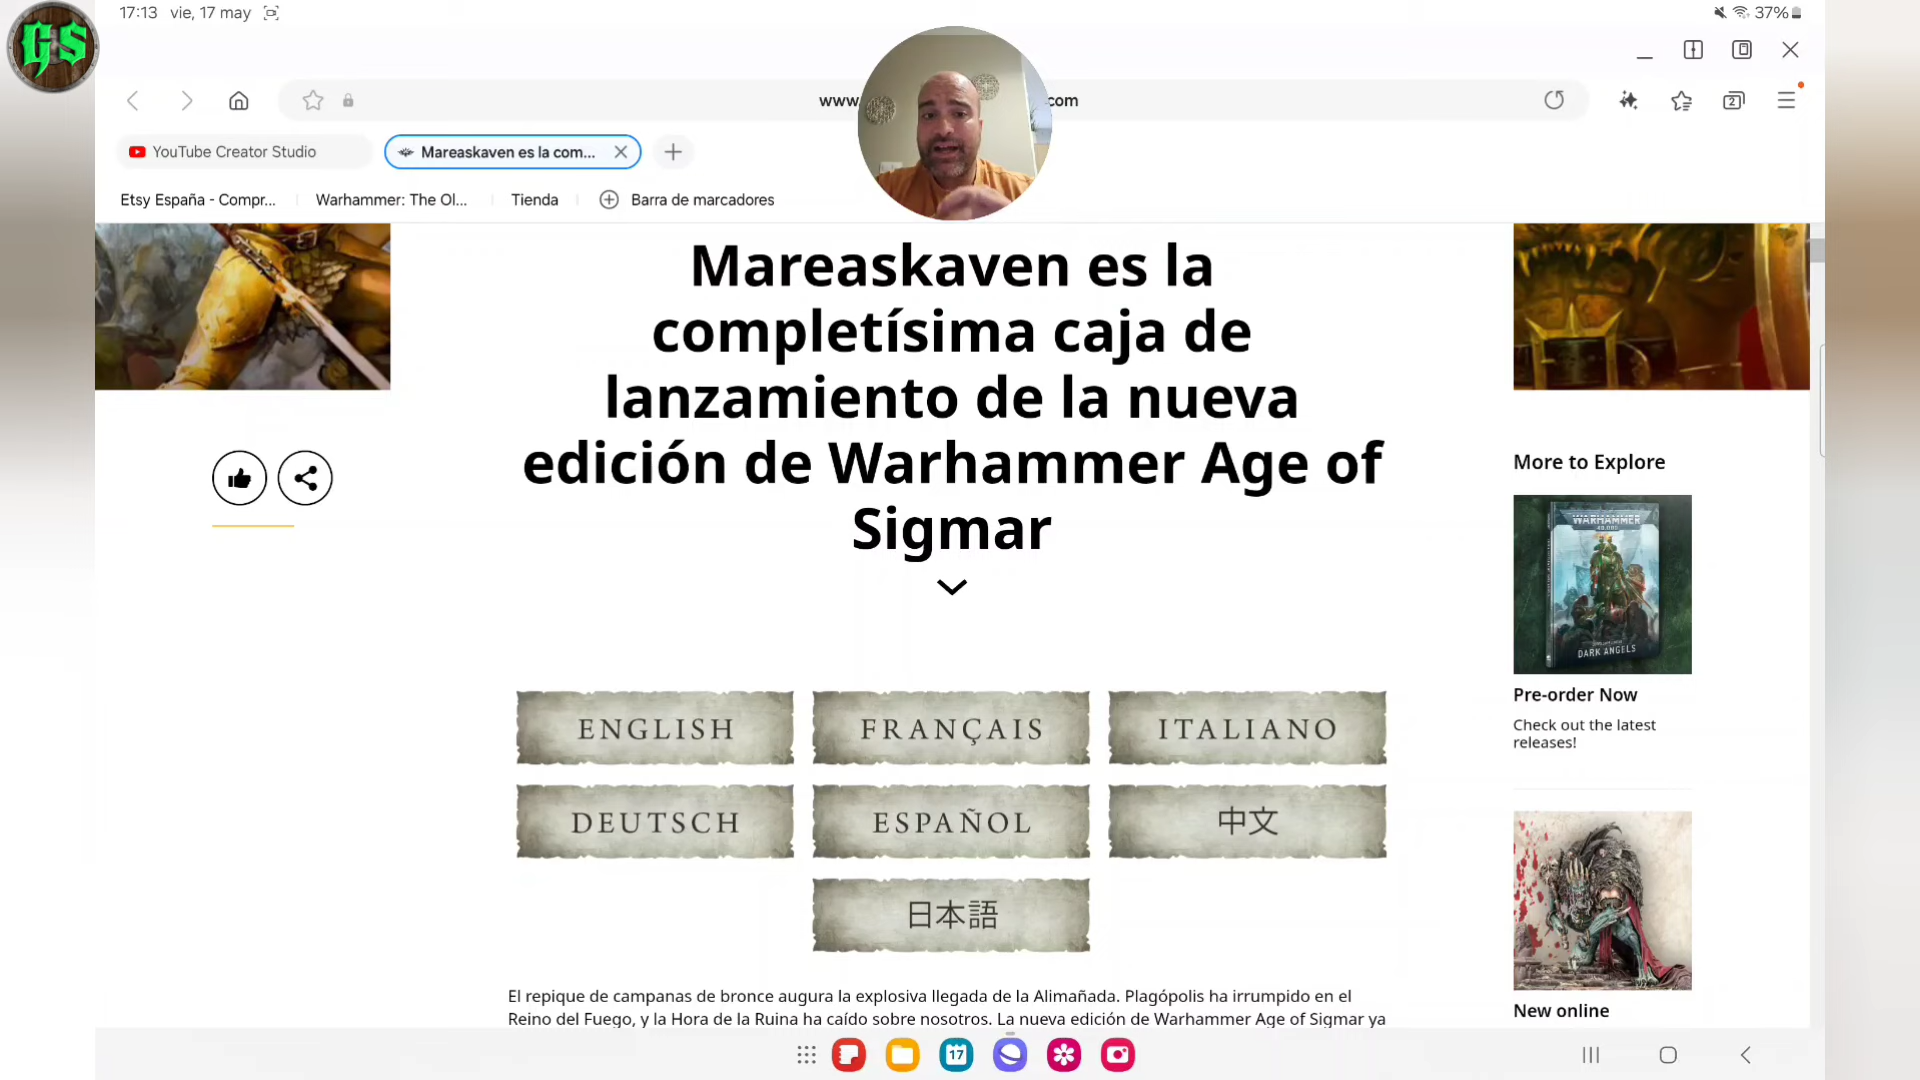 GS
17:13 vie, 17 may
37%
www.
com
YouTube Creator Studio
Mareaskaven es la com...
Etsy España - Compr...
Warhammer: The Ol...
Tienda
Barra de marcadores
Mareaskaven es la
completísima caja de
lanzamiento de la nueva
edición de Warhammer Age of
Sigmar
ENGLISH
FRANÇAIS
ITALIANO
DEUTSCH
ESPAÑOL
中文
日本語
El repique de campanas de bronce augura la explosiva llegada de la Alimañada. Plagópolis ha irrumpido en el
Reino del Fuego, y la Hora de la Ruina ha caído sobre nosotros. La nueva edición de Warhammer Age of Sigmar ya
More to Explore
WARHAMMER
40,000
DARK ANGELS
Pre-order Now
Check out the latest
releases!
New online
2
17